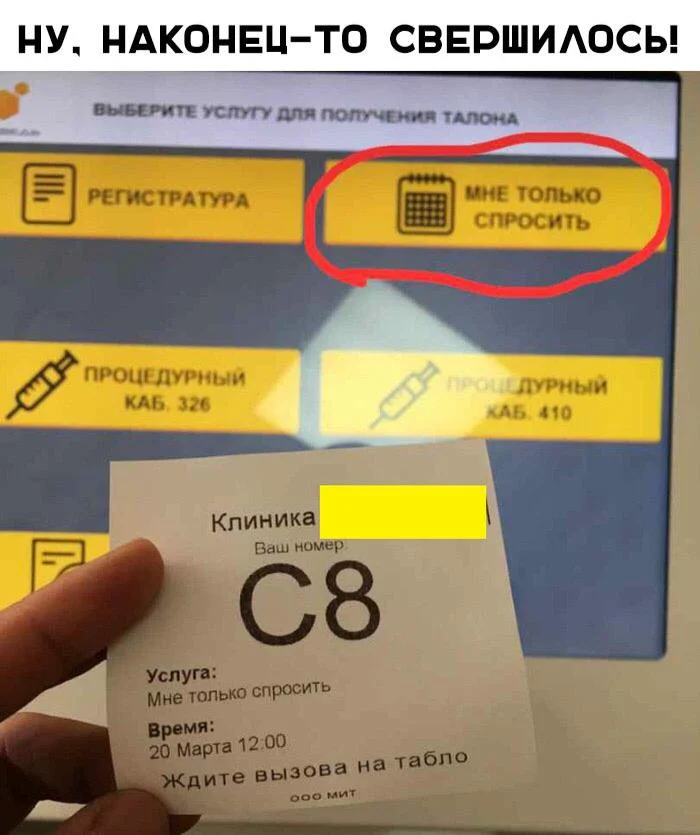 НУ, НАКОНЕЦ-ТО СВЕРШИЛОСЬ!
ВЫБЕРИТЕ УСЛУГУ ДЛЯ ПОЛУЧЕНИЯ ТАЛОНА
РЕГИСТРАТУРА
МНЕ ТОЛЬКО
СПРОСИТЬ
ПРОЦЕДУРНЫЙ
КАБ. 326
ПРОЦЕДУРНЫЙ
КАБ. 410
Клиника
Ваш номер:
C8
Услуга:
Мне только спросить
Время:
20 Марта 12:00
Ждите вызова на табло
ООО МИТ